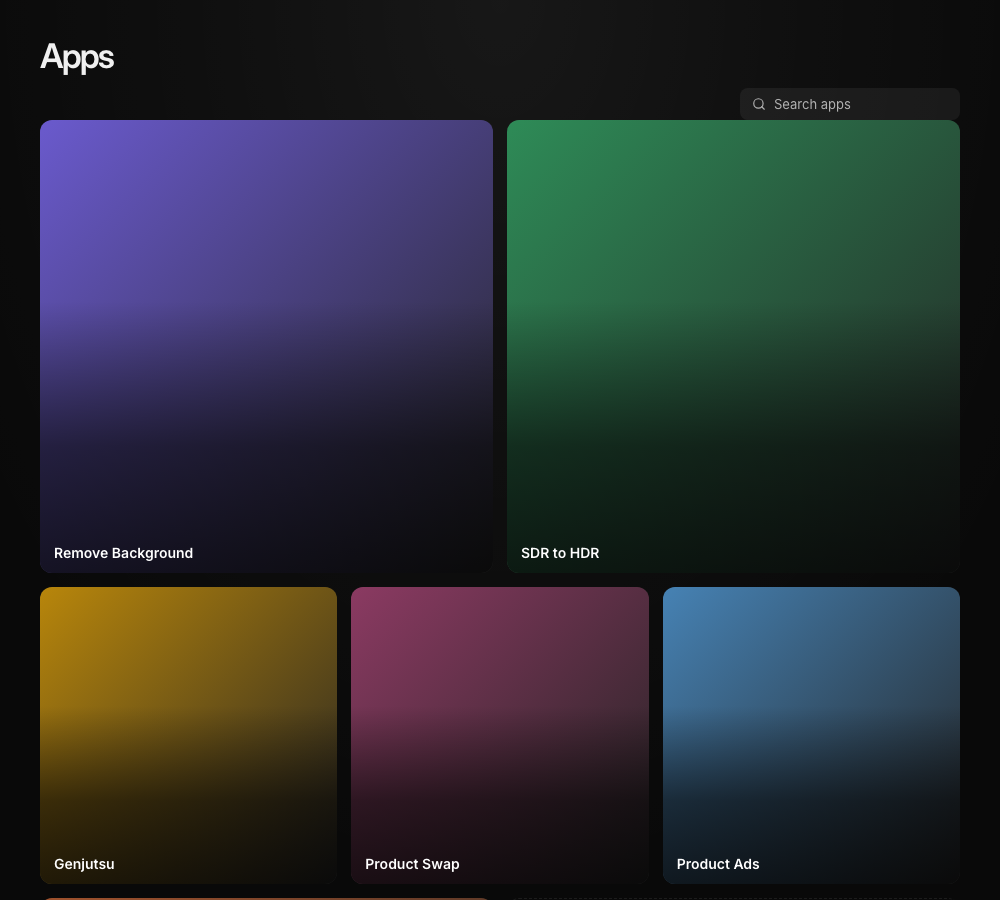 Apps
Search apps
Remove Background
SDR to HDR
Genjutsu
Product Swap
Product Ads